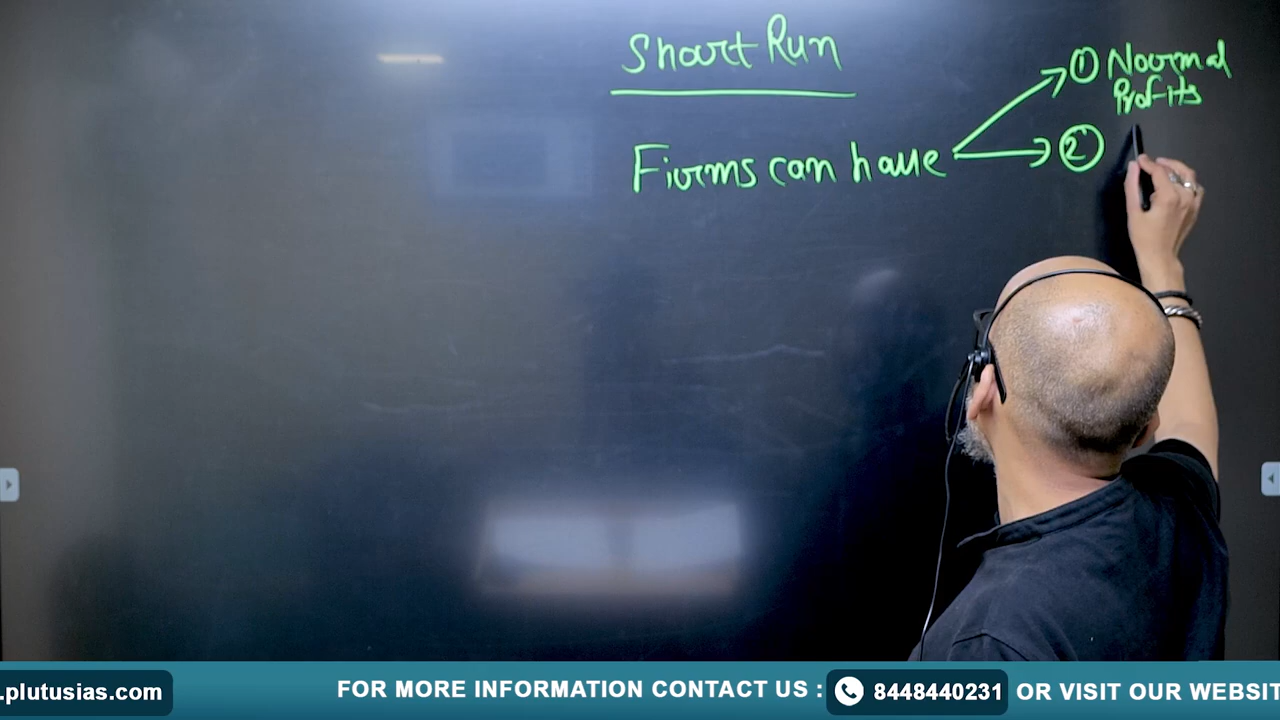 Short Run
① Normal
Profits
Firms can have
②
.plutusias.com
FOR MORE INFORMATION CONTACT US :
8448440231
OR VISIT OUR WEBSIT